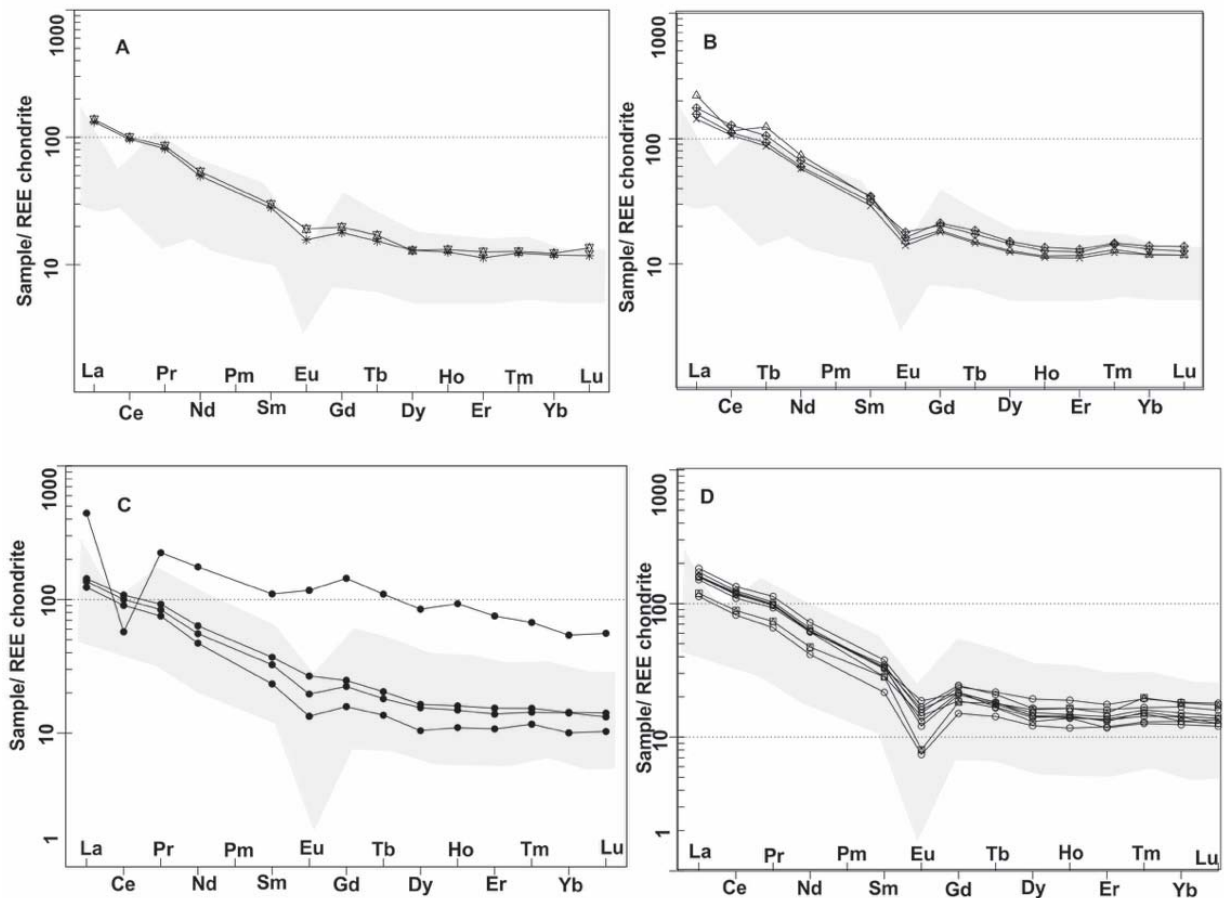 A
Sample/ REE chondrite
100
10
La Pr Pm Eu Tb Ho Tm Lu
Ce Nd Sm Gd Dy Er Yb
B
Sample/ REE chondrite
1000
100
10
La Tb Pm Eu Tb Ho Tm Lu
Ce Nd Sm Gd Dy Er Yb
C
Sample/ REE chondrite
1000
100
10
1
La Pr Pm Eu Tb Ho Tm Lu
Ce Nd Sm Gd Dy Er Yb
D
Sample/ REE chondrite
1000
100
10
1
La Pr Pm Eu Tb Ho Tm Lu
Ce Nd Sm Gd Dy Er Yb